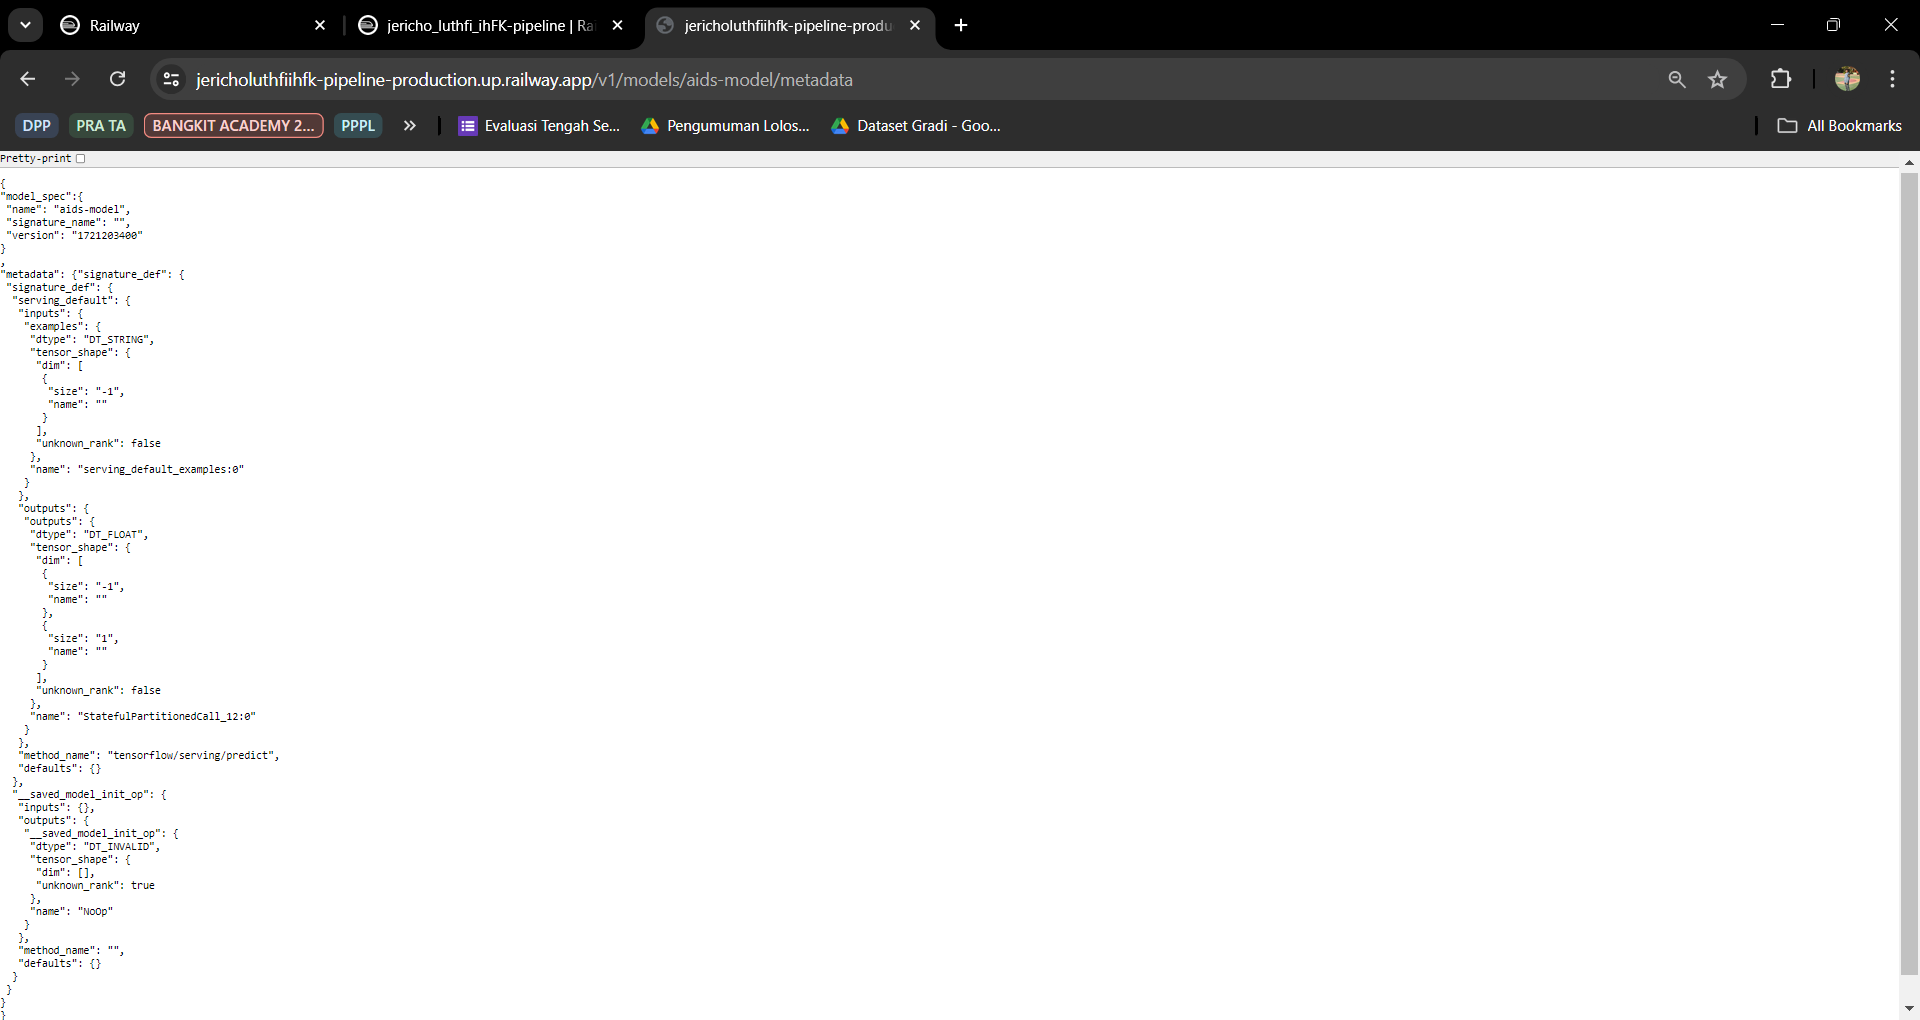 Railway
jericho_luthfi_ihFK-pipeline | Ra
jericholuthfiihfk-pipeline-produ
jericholuthfiihfk-pipeline-production.up.railway.app/v1/models/aids-model/metadata
DPP
PRA TA
BANGKIT ACADEMY 2...
PPPL
Evaluasi Tengah Se...
Pengumuman Lolos...
Dataset Gradi - Goo...
All Bookmarks
Pretty-print
{
"model_spec":{
 "name": "aids-model",
 "signature_name": "",
 "version": "1721203400"
}
,
"metadata": {"signature_def": {
 "signature_def": {
  "serving_default": {
   "inputs": {
    "examples": {
     "dtype": "DT_STRING",
     "tensor_shape": {
      "dim": [
       {
        "size": "-1",
        "name": ""
       }
      ],
      "unknown_rank": false
     },
     "name": "serving_default_examples:0"
    }
   },
   "outputs": {
    "outputs": {
     "dtype": "DT_FLOAT",
     "tensor_shape": {
      "dim": [
       {
        "size": "-1",
        "name": ""
       },
       {
        "size": "1",
        "name": ""
       }
      ],
      "unknown_rank": false
     },
     "name": "StatefulPartitionedCall_12:0"
    }
   },
   "method_name": "tensorflow/serving/predict",
   "defaults": {}
  },
  "__saved_model_init_op": {
   "inputs": {},
   "outputs": {
    "__saved_model_init_op": {
     "dtype": "DT_INVALID",
     "tensor_shape": {
      "dim": [],
      "unknown_rank": true
     },
     "name": "NoOp"
    }
   },
   "method_name": "",
   "defaults": {}
  }
 }
}
}